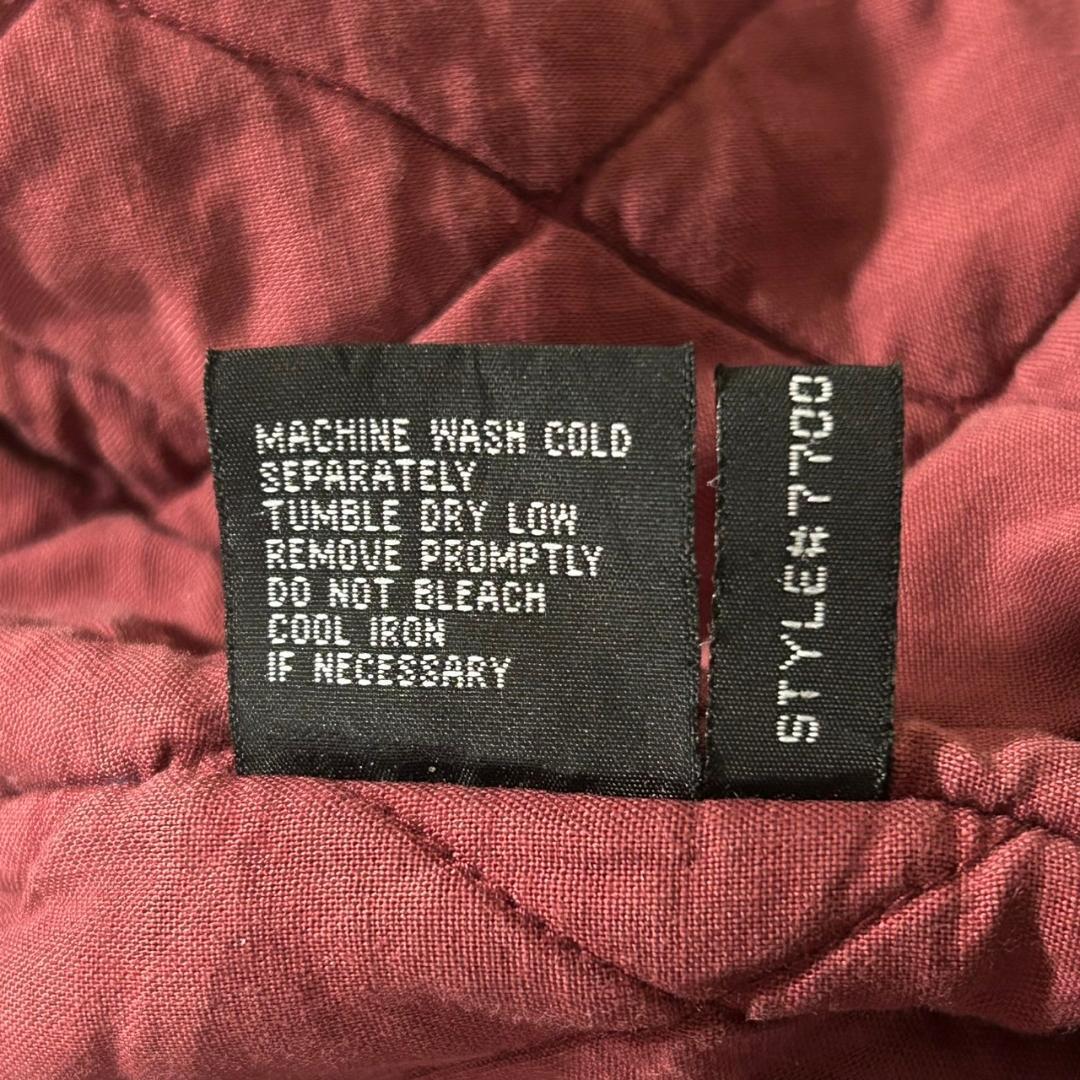 MACHINE WASH COLD
SEPARATELY
TUMBLE DRY LOW
REMOVE PROMPTLY
DO NOT BLEACH
COOL IRON
IF NECESSARY
STYLE#7700